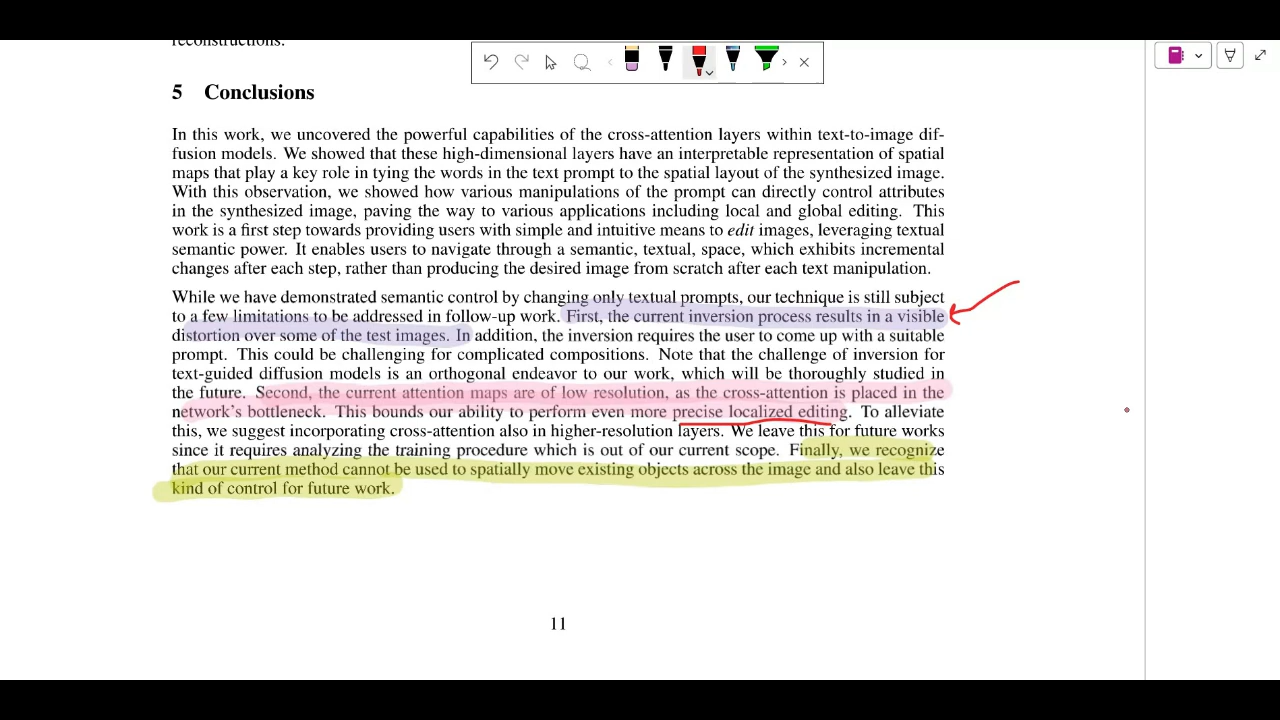 reconstructions.
5 Conclusions
In this work, we uncovered the powerful capabilities of the cross-attention layers within text-to-image dif-
fusion models. We showed that these high-dimensional layers have an interpretable representation of spatial
maps that play a key role in tying the words in the text prompt to the spatial layout of the synthesized image.
With this observation, we showed how various manipulations of the prompt can directly control attributes
in the synthesized image, paving the way to various applications including local and global editing. This
work is a first step towards providing users with simple and intuitive means to edit images, leveraging textual
semantic power. It enables users to navigate through a semantic, textual, space, which exhibits incremental
changes after each step, rather than producing the desired image from scratch after each text manipulation.
While we have demonstrated semantic control by changing only textual prompts, our technique is still subject
to a few limitations to be addressed in follow-up work. First, the current inversion process results in a visible
distortion over some of the test images. In addition, the inversion requires the user to come up with a suitable
prompt. This could be challenging for complicated compositions. Note that the challenge of inversion for
text-guided diffusion models is an orthogonal endeavor to our work, which will be thoroughly studied in
the future. Second, the current attention maps are of low resolution, as the cross-attention is placed in the
network's bottleneck. This bounds our ability to perform even more precise localized editing. To alleviate
this, we suggest incorporating cross-attention also in higher-resolution layers. We leave this for future works
since it requires analyzing the training procedure which is out of our current scope. Finally, we recognize
that our current method cannot be used to spatially move existing objects across the image and also leave this
kind of control for future work.
11